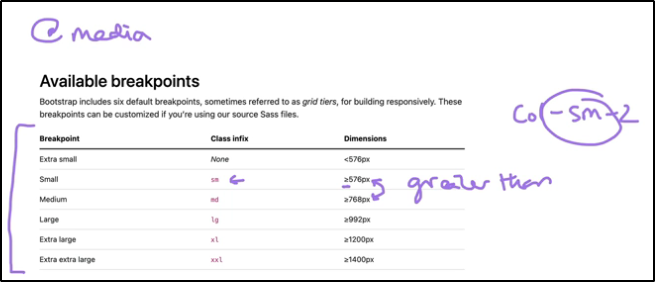 @media
Available breakpoints
Bootstrap includes six default breakpoints, sometimes referred to as grid tiers, for building responsively. These
breakpoints can be customized if you're using our source Sass files.
col-sm-2
Breakpoint Class infix Dimensions
Extra small None <576px
Small sm ≥576px
greater than
Medium md ≥768px
Large lg ≥992px
Extra large xl ≥1200px
Extra extra large xxl ≥1400px